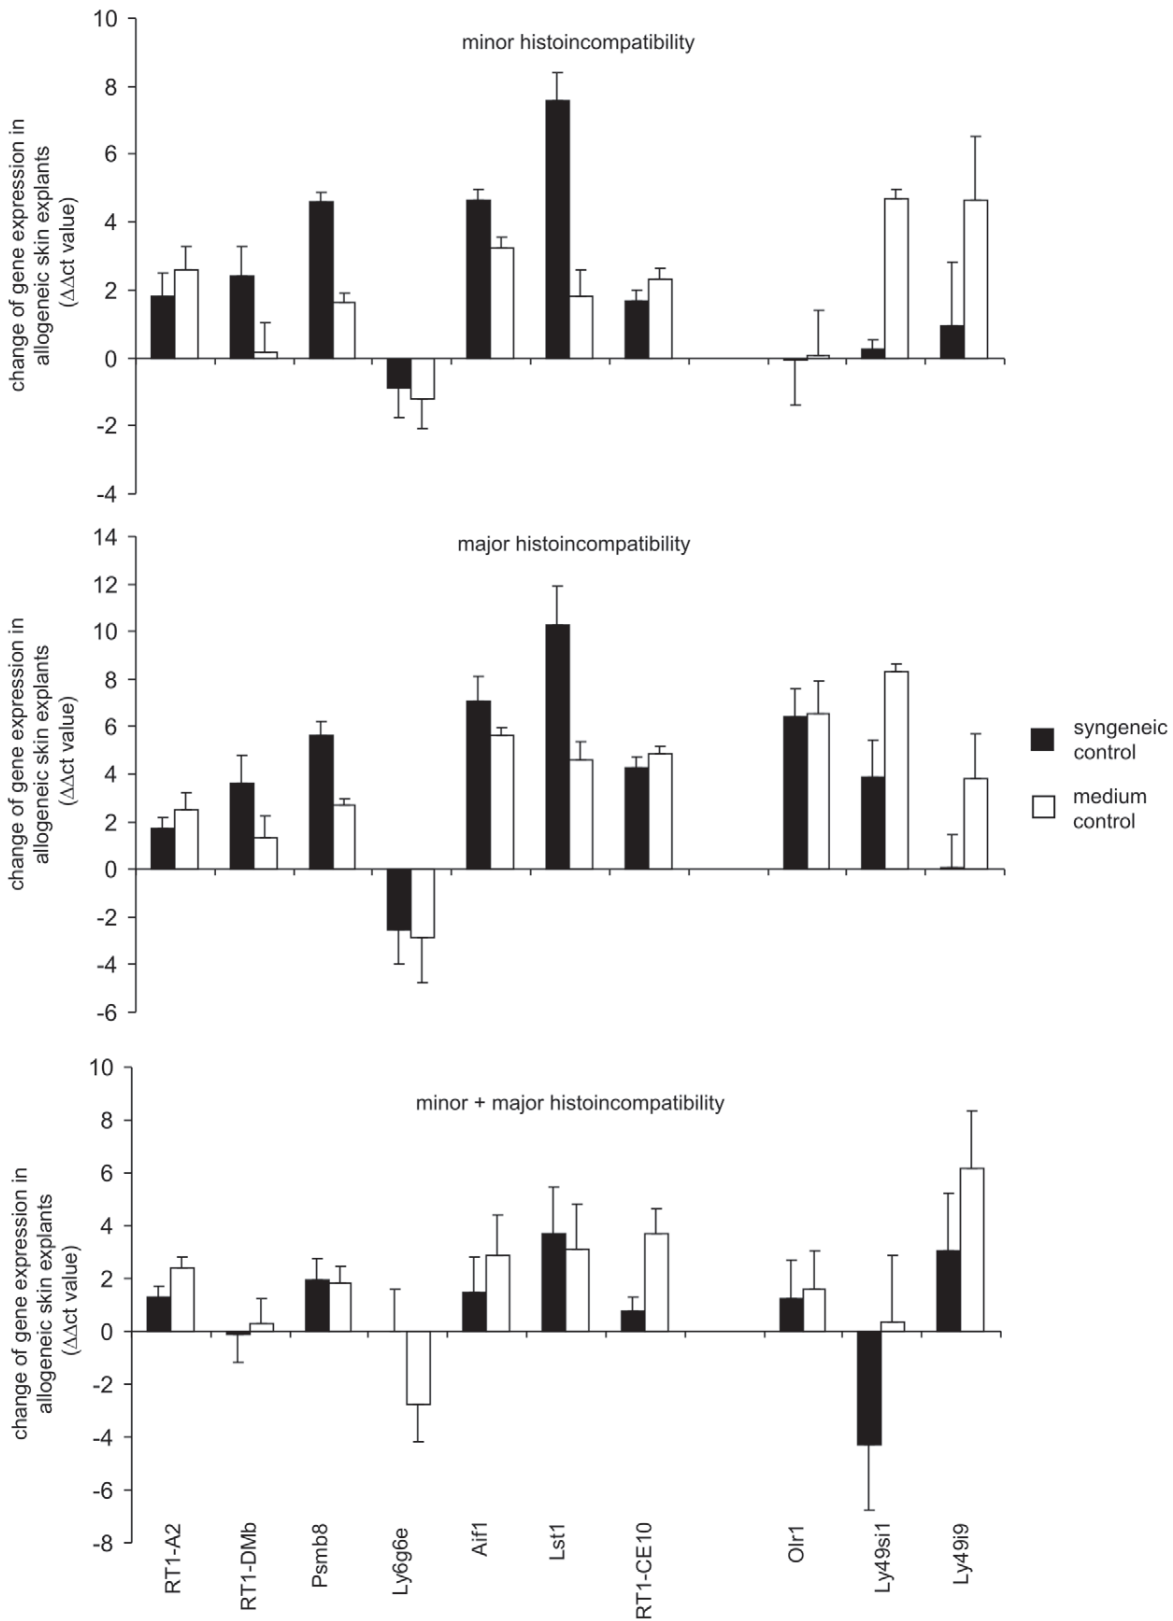 minor histoincompatibility
change of gene expression in
allogeneic skin explants
(ΔΔct value)
10
8
6
4
2
0
-2
-4
major histoincompatibility
change of gene expression in
allogeneic skin explants
(ΔΔct value)
14
12
10
8
6
4
2
0
-2
-4
-6
syngeneic
control
medium
control
minor + major histoincompatibility
change of gene expression in
allogeneic skin explants
(ΔΔct value)
10
8
6
4
2
0
-2
-4
-6
-8
RT1-A2
RT1-DMb
Psmb8
Ly6g6e
Aif1
Lst1
RT1-CE10
Olr1
Ly49si1
Ly49i9